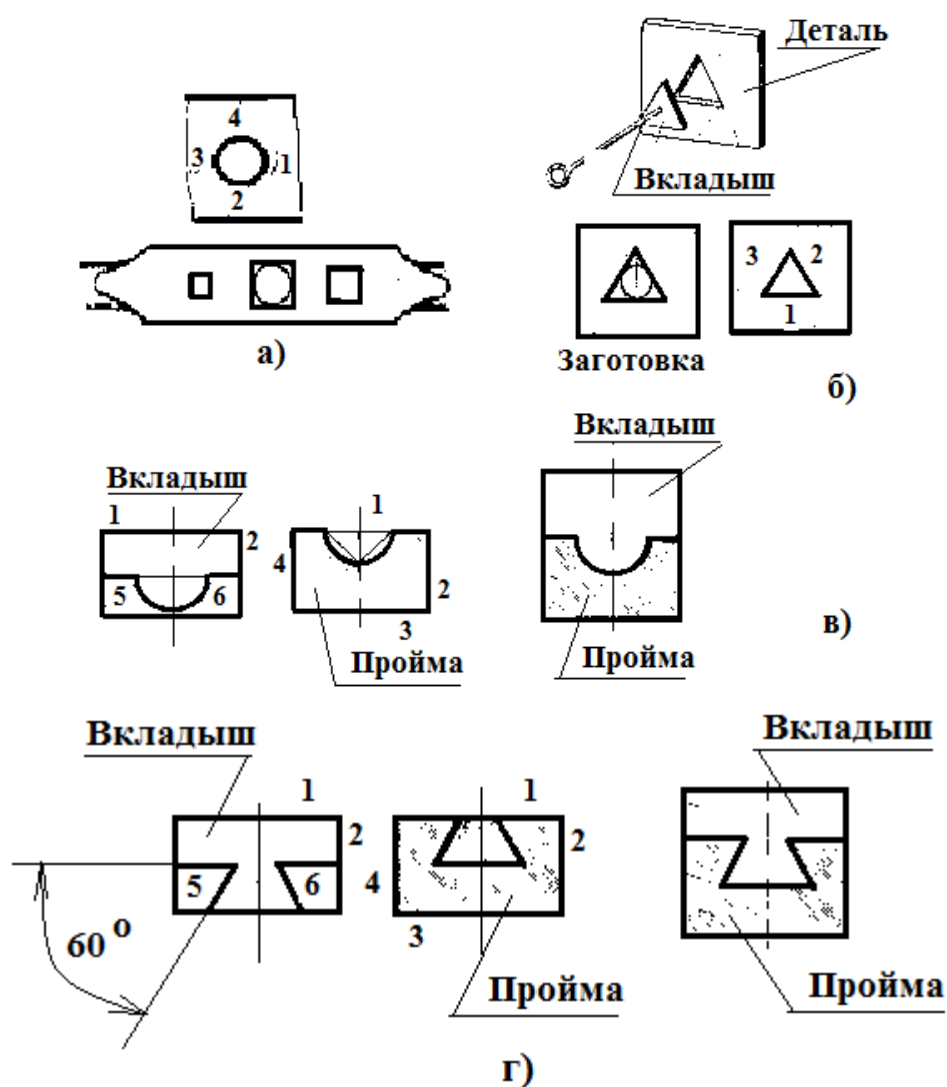 Деталь
4
3 1
2
Вкладыш
а)
3 2
1
Заготовка
б)
Вкладыш
Вкладыш
1
2
5 6
1
4
2
3
Пройма
Пройма
в)
Вкладыш
1
2
5 6
60 о
1
2
4
3
Пройма
Вкладыш
Пройма
г)